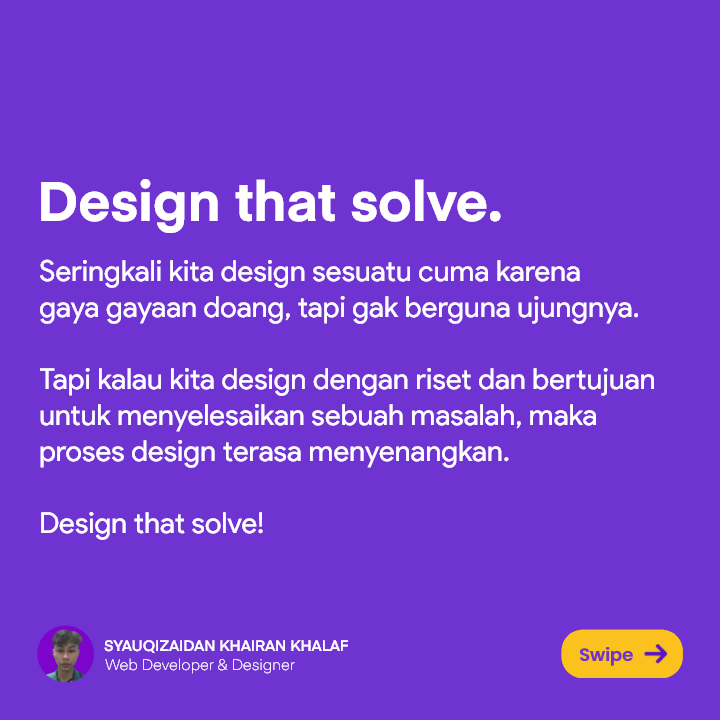 Design that solve.
Seringkali kita design sesuatu cuma karena
gaya gayaan doang, tapi gak berguna ujungnya.
Tapi kalau kita design dengan riset dan bertujuan
untuk menyelesaikan sebuah masalah, maka
proses design terasa menyenangkan.
Design that solve!
SYAUQIZAIDAN KHAIRAN KHALAF
Web Developer & Designer
Swipe